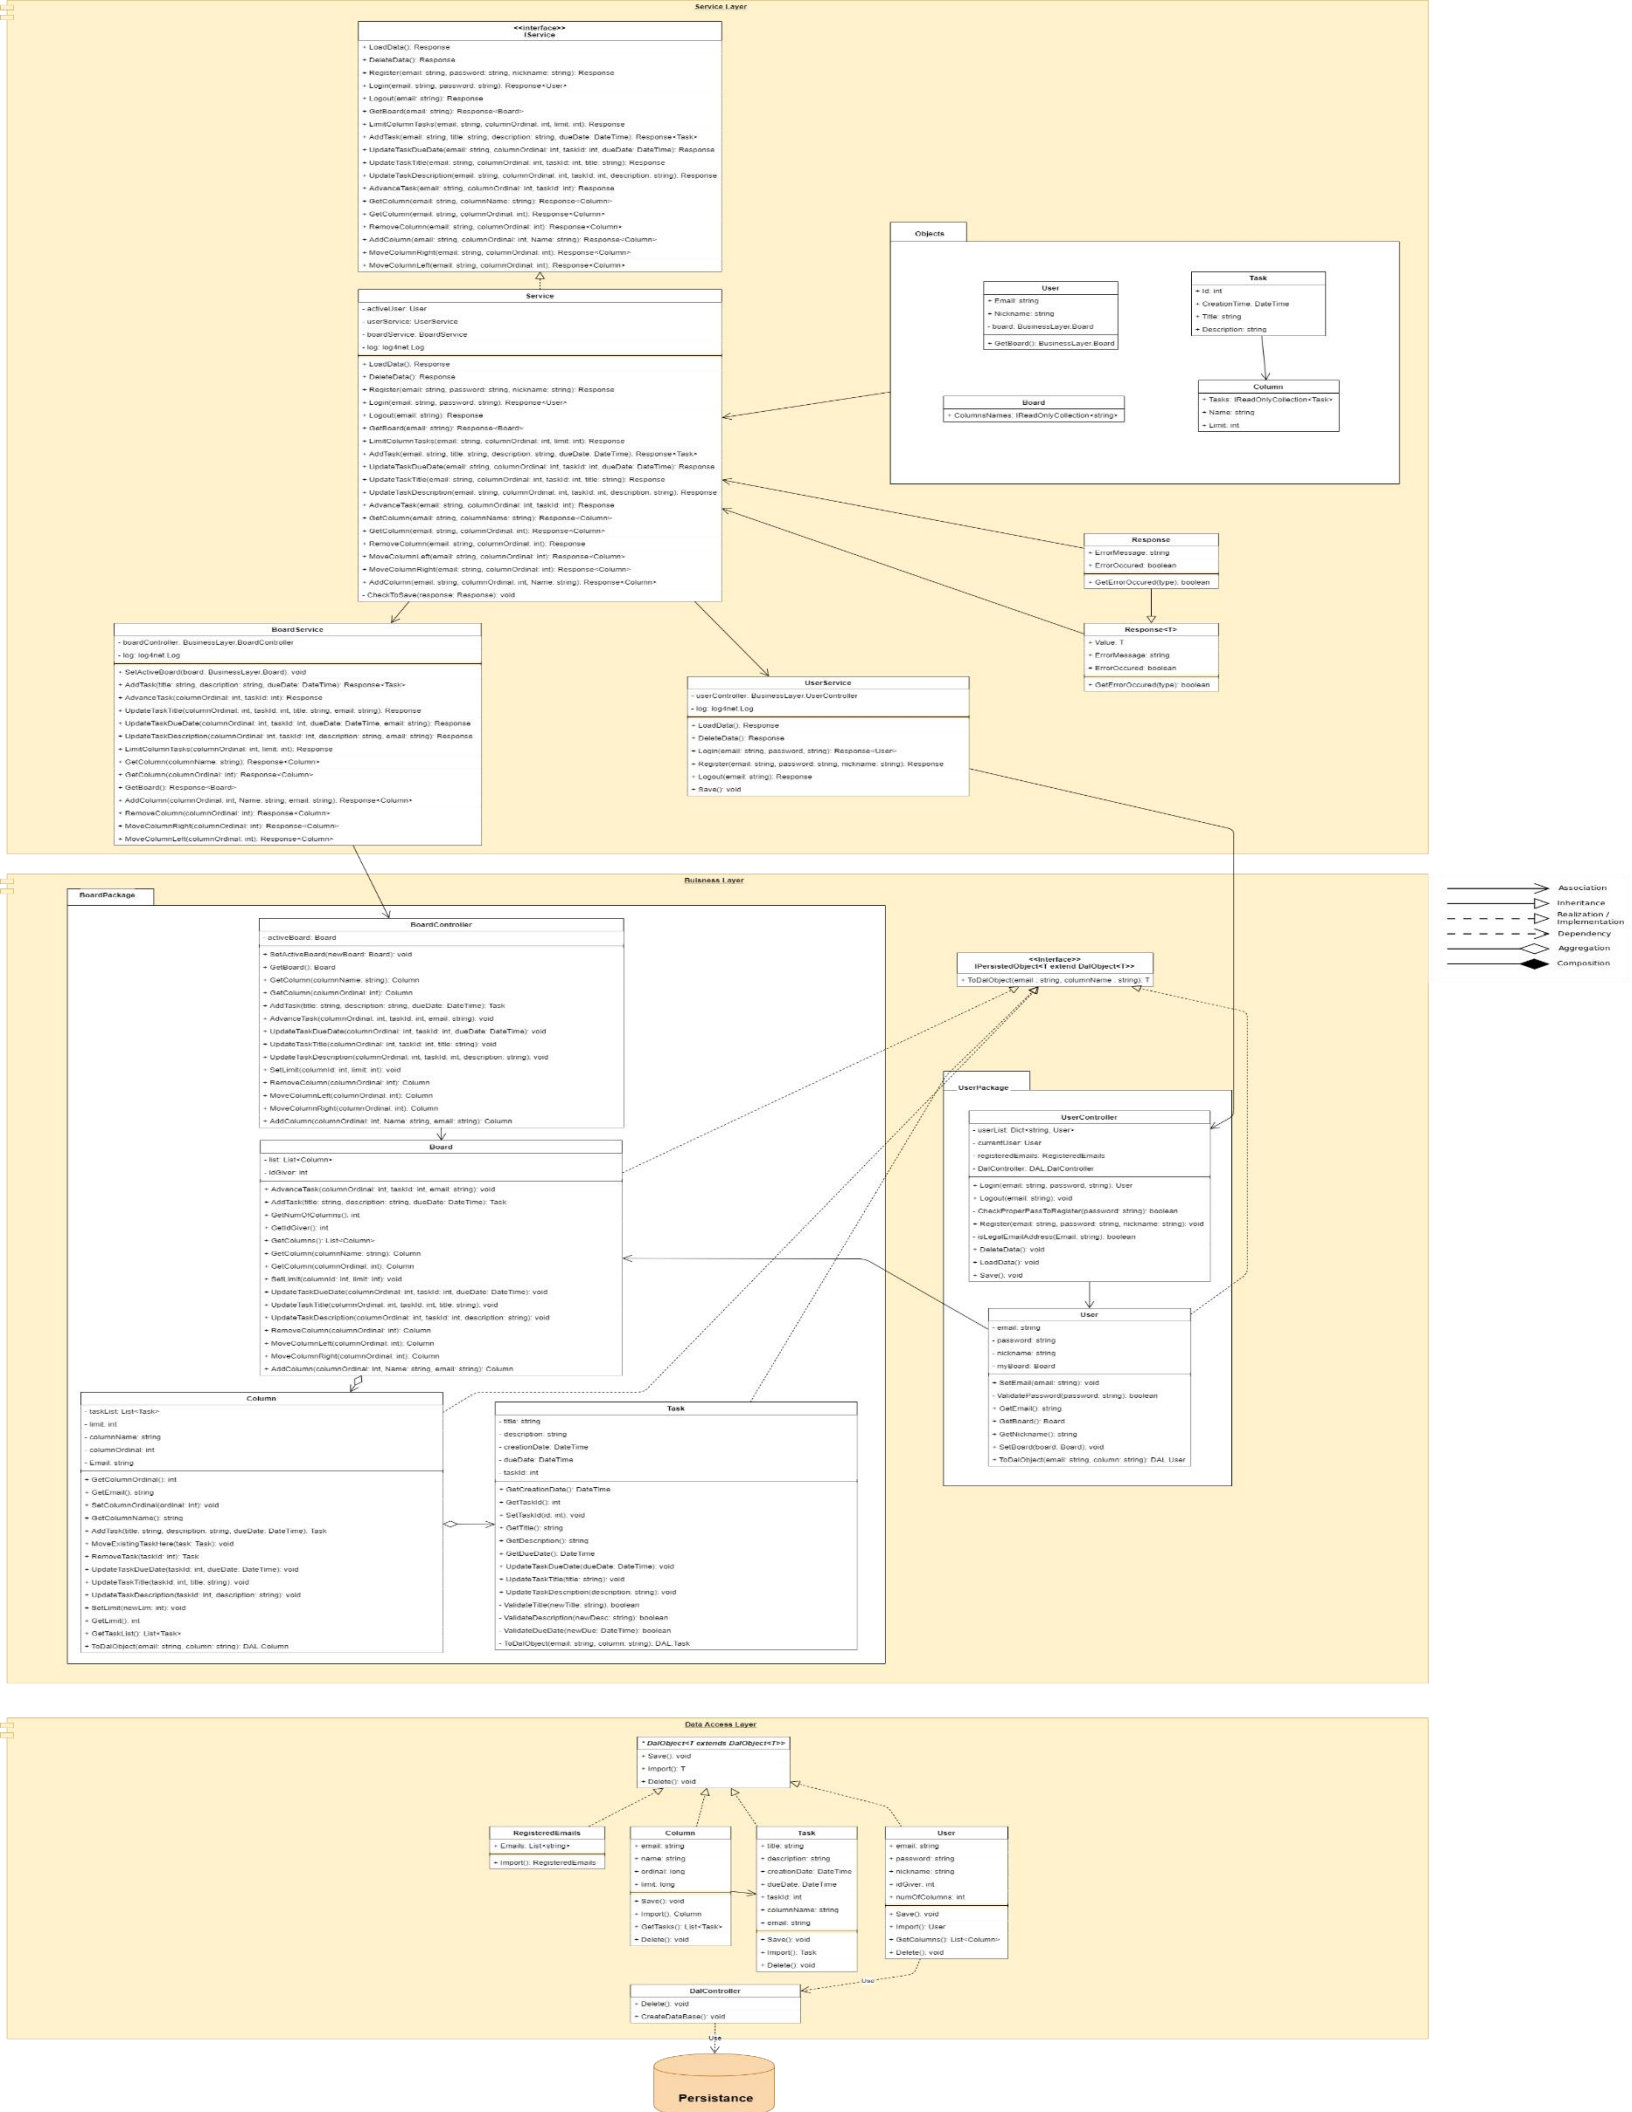 Service Layer
<<interface>>
IService
+ LoadData(): Response
+ DeleteData(): Response
+ Register(email: string, password: string, nickname: string): Response
+ Login(email: string, password: string): Response<User>
+ Logout(email: string): Response
+ GetBoard(email: string): Response<Board>
+ LimitColumnTasks(email: string, columnOrdinal: int, limit: int): Response
+ AddTask(email: string, title: string, description: string, dueDate: DateTime): Response<Task>
+ UpdateTaskDueDate(email: string, columnOrdinal: int, taskId: int, dueDate: DateTime): Response
+ UpdateTaskTitle(email: string, columnOrdinal: int, taskId: int, title: string): Response
+ UpdateTaskDescription(email: string, columnOrdinal: int, taskId: int, description: string): Response
+ AdvanceTask(email: string, columnOrdinal: int, taskId: int): Response
+ GetColumn(email: string, columnName: string): Response<Column>
+ GetColumn(email: string, columnOrdinal: int): Response<Column>
+ RemoveColumn(email: string, columnOrdinal: int): Response<Column>
+ AddColumn(email: string, columnOrdinal: int, Name: string): Response<Column>
+ MoveColumnRight(email: string, columnOrdinal: int): Response<Column>
+ MoveColumnLeft(email: string, columnOrdinal: int): Response<Column>
Service
- activeUser: User
- userService: UserService
- boardService: BoardService
- log: log4net.Log
+ LoadData(): Response
+ DeleteData(): Response
+ Register(email: string, password: string, nickname: string): Response
+ Login(email: string, password: string): Response<User>
+ Logout(email: string): Response
+ GetBoard(email: string): Response<Board>
+ LimitColumnTasks(email: string, columnOrdinal: int, limit: int): Response
+ AddTask(email: string, title: string, description: string, dueDate: DateTime): Response<Task>
+ UpdateTaskDueDate(email: string, columnOrdinal: int, taskId: int, dueDate: DateTime): Response
+ UpdateTaskTitle(email: string, columnOrdinal: int, taskId: int, title: string): Response
+ UpdateTaskDescription(email: string, columnOrdinal: int, taskId: int, description: string): Response
+ AdvanceTask(email: string, columnOrdinal: int, taskId: int): Response
+ GetColumn(email: string, columnName: string): Response<Column>
+ GetColumn(email: string, columnOrdinal: int): Response<Column>
+ RemoveColumn(email: string, columnOrdinal: int): Response
+ MoveColumnLeft(email: string, columnOrdinal: int): Response<Column>
+ MoveColumnRight(email: string, columnOrdinal: int): Response<Column>
+ AddColumn(email: string, columnOrdinal: int, Name: string): Response<Column>
- CheckToSave(response: Response): void
Objects
User
+ Email: string
+ Nickname: string
- board: BusinessLayer.Board
+ GetBoard(): BusinessLayer.Board
Task
+ Id: int
+ CreationTime: DateTime
+ Title: string
+ Description: string
Board
+ ColumnsNames: IReadOnlyCollection<string>
Column
+ Tasks: IReadOnlyCollection<Task>
+ Name: string
+ Limit: int
Response
+ ErrorMessage: string
+ ErrorOccured: boolean
+ GetErrorOccured(type): boolean
Response<T>
+ Value: T
+ ErrorMessage: string
+ ErrorOccured: boolean
+ GetErrorOccured(type): boolean
BoardService
- boardController: BusinessLayer.BoardController
- log: log4net.Log
+ SetActiveBoard(board: BusinessLayer.Board): void
+ AddTask(title: string, description: string, dueDate: DateTime): Response<Task>
+ AdvanceTask(columnOrdinal: int, taskId: int): Response
+ UpdateTaskTitle(columnOrdinal: int, taskId: int, title: string, email: string): Response
+ UpdateTaskDueDate(columnOrdinal: int, taskId: int, dueDate: DateTime, email: string): Response
+ UpdateTaskDescription(columnOrdinal: int, taskId: int, description: string, email: string): Response
+ LimitColumnTasks(columnOrdinal: int, limit: int): Response
+ GetColumn(columnName: string): Response<Column>
+ GetColumn(columnOrdinal: int): Response<Column>
+ GetBoard(): Response<Board>
+ AddColumn(columnOrdinal: int, Name: string, email: string): Response<Column>
+ RemoveColumn(columnOrdinal: int): Response<Column>
+ MoveColumnRight(columnOrdinal: int): Response<Column>
+ MoveColumnLeft(columnOrdinal: int): Response<Column>
UserService
- userController: BusinessLayer.UserController
- log: log4net.Log
+ LoadData(): Response
+ DeleteData(): Response
+ Login(email: string, password, string): Response<User>
+ Register(email: string, password: string, nickname: string): Response
+ Logout(email: string): Response
+ Save(): void
Buisness Layer
BoardPackage
BoardController
- activeBoard: Board
+ SetActiveBoard(newBoard: Board): void
+ GetBoard(): Board
+ GetColumn(columnName: string): Column
+ GetColumn(columnOrdinal: int): Column
+ AddTask(title: string, description: string, dueDate: DateTime): Task
+ AdvanceTask(columnOrdinal: int, taskId: int, email: string): void
+ UpdateTaskDueDate(columnOrdinal: int, taskId: int, dueDate: DateTime): void
+ UpdateTaskTitle(columnOrdinal: int, taskId: int, title: string): void
+ UpdateTaskDescription(columnOrdinal: int, taskId: int, description: string): void
+ SetLimit(columnId: int, limit: int): void
+ RemoveColumn(columnOrdinal: int): Column
+ MoveColumnLeft(columnOrdinal: int): Column
+ MoveColumnRight(columnOrdinal: int): Column
+ AddColumn(columnOrdinal: int, Name: string, email: string): Column
Association
Inheritance
Realization /
Implementation
Dependency
Aggregation
Composition
<<Interface>>
IPersistedObject<T extend DalObject<T>>
+ ToDalObject(email : string, columnName : string): T
Board
- list: List<Column>
- idGiver: int
+ AdvanceTask(columnOrdinal: int, taskId: int, email: string): void
+ AddTask(title: string, description: string, dueDate: DateTime): Task
+ GetNumOfColumns(): int
+ GetIdGiver(): int
+ GetColumns(): List<Column>
+ GetColumn(columnName: string): Column
+ GetColumn(columnOrdinal: int): Column
+ SetLimit(columnId: int, limit: int): void
+ UpdateTaskDueDate(columnOrdinal: int, taskId: int, dueDate: DateTime): void
+ UpdateTaskTitle(columnOrdinal: int, taskId: int, title: string): void
+ UpdateTaskDescription(columnOrdinal: int, taskId: int, description: string): void
+ RemoveColumn(columnOrdinal: int): Column
+ MoveColumnLeft(columnOrdinal: int): Column
+ MoveColumnRight(columnOrdinal: int): Column
+ AddColumn(columnOrdinal: int, Name: string, email: string): Column
UserPackage
UserController
- userList: Dict<string, User>
- currentUser: User
- registeredEmails: RegisteredEmails
- DalController: DAL.DalController
+ Login(email: string, password, string): User
+ Logout(email: string): void
- CheckProperPassToRegister(password: string): boolean
+ Register(email: string, password: string, nickname: string): void
- isLegalEmailAddress(Email: string): boolean
+ DeleteData(): void
+ LoadData(): void
+ Save(): void
User
- email: string
- password: string
- nickname: string
- myBoard: Board
+ SetEmail(email: string): void
- ValidatePassword(password: string): boolean
+ GetEmail(): string
+ GetBoard(): Board
+ GetNickname(): string
+ SetBoard(board: Board): void
+ ToDalObject(email: string, column: string): DAL.User
Column
- taskList: List<Task>
- limit: int
- columnName: string
- columnOrdinal: int
- Email: string
+ GetColumnOrdinal(): int
+ GetEmail(): string
+ SetColumnOrdinal(ordinal: int): void
+ GetColumnName(): string
+ AddTask(title: string, description: string, dueDate: DateTime): Task
+ MoveExistingTaskHere(task: Task): void
+ RemoveTask(taskId: int): Task
+ UpdateTaskDueDate(taskId: int, dueDate: DateTime): void
+ UpdateTaskTitle(taskId: int, title: string): void
+ UpdateTaskDescription(taskId: int, description: string): void
+ SetLimit(newLim: int): void
+ GetLimit(): int
+ GetTaskList(): List<Task>
+ ToDalObject(email: string, column: string): DAL.Column
Task
- title: string
- description: string
- creationDate: DateTime
- dueDate: DateTime
- taskId: int
+ GetCreationDate(): DateTime
+ GetTaskId(): int
+ SetTaskId(id: int): void
+ GetTitle(): string
+ GetDescription(): string
+ GetDueDate(): DateTime
+ UpdateTaskDueDate(dueDate: DateTime): void
+ UpdateTaskTitle(title: string): void
+ UpdateTaskDescription(description: string): void
- ValidateTitle(newTitle: string): boolean
- ValidateDescription(newDesc: string): boolean
- ValidateDueDate(newDue: DateTime): boolean
- ToDalObject(email: string, column: string): DAL.Task
Data Access Layer
* DalObject<T extends DalObject<T>>
+ Save(): void
+ Import(): T
+ Delete(): void
RegisteredEmails
+ Emails: List<string>
+ Import(): RegisteredEmails
Column
+ email: string
+ name: string
+ ordinal: long
+ limit: long
+ Save(): void
+ Import(): Column
+ GetTasks(): List<Task>
+ Delete(): void
Task
+ title: string
+ description: string
+ creationDate: DateTime
+ dueDate: DateTime
+ taskId: int
+ columnName: string
+ email: string
+ Save(): void
+ Import(): Task
+ Delete(): void
User
+ email: string
+ password: string
+ nickname: string
+ idGiver: int
+ numOfColumns: int
+ Save(): void
+ Import(): User
+ GetColumns(): List<Column>
+ Delete(): void
Use
DalController
+ Delete(): void
+ CreateDataBase(): void
Use
Persistance